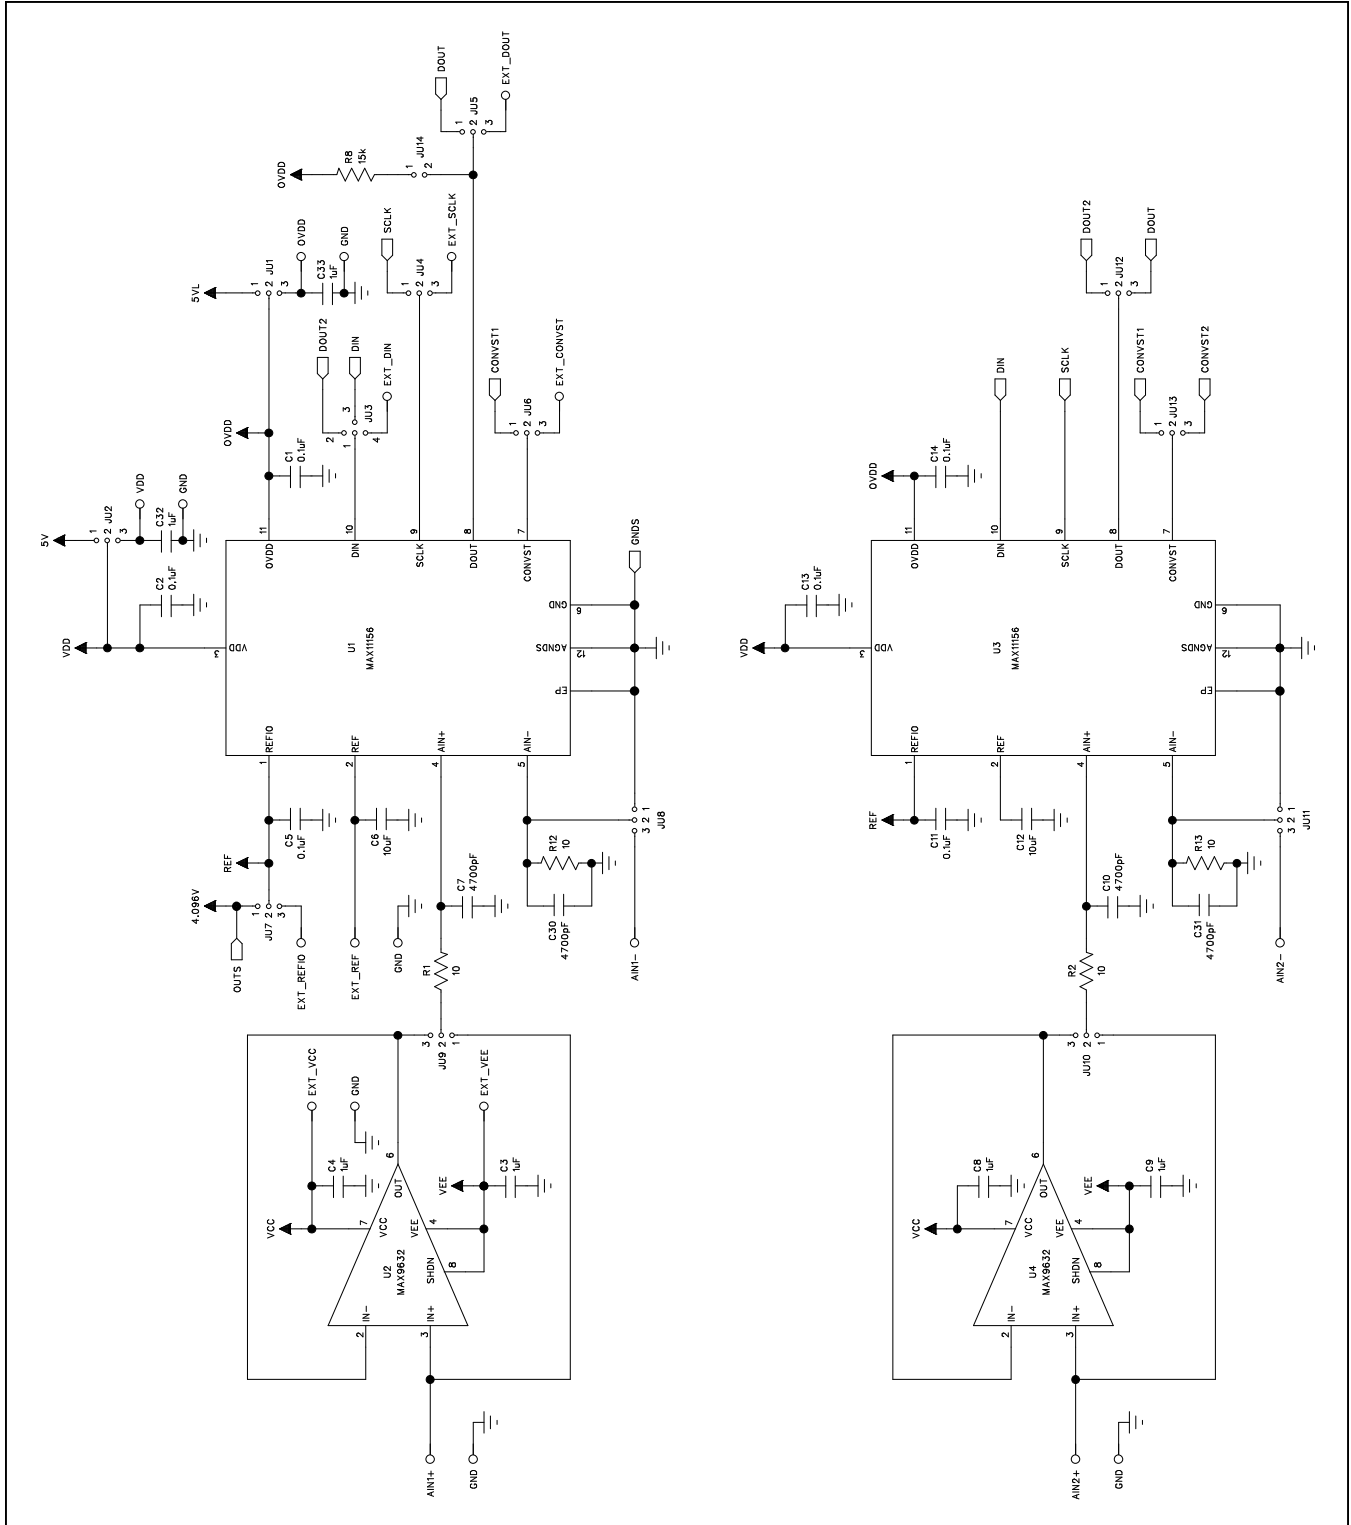 5V
1
2
3
JU2
VDD
C32
1uF
GND
VDD
C2
0.1uF
5VL
1
2
3
JU1
OVDD
C33
1uF
GND
OVDD
C1
0.1uF
DOUT2
DIN
EXT_DIN
2
1
3
4
JU3
SCLK
1
2
3
JU4
EXT_SCLK
OVDD
R8
15k
1
2
JU14
DOUT
1
2
3
JU5
EXT_DOUT
CONVST1
1
2
3
JU6
EXT_CONVST
11
10
9
8
7
OVDD
DIN
SCLK
DOUT
CONVST
3
VDD
U1
MAX11156
GND
6
AGNDS
12
EP
GNDS
REFIO
REF
AIN+
AIN-
1
2
4
5
4.096V
OUTS
1
2
3
JU7
REF
EXT_REFIO
C5
0.1uF
EXT_REF
C6
10uF
GND
R1
10
C7
4700pF
R12
10
C30
4700pF
3
2
1
JU8
AIN1-
3
2
1
JU9
VCC
EXT_VCC
GND
C4
1uF
VEE
EXT_VEE
C3
1uF
6
OUT
7
VCC
4
VEE
8
SHDN
U2
MAX9632
IN-
IN+
2
3
AIN1+
GND
DOUT2
1
2
3
JU12
DOUT
CONVST1
1
2
3
JU13
CONVST2
DIN
SCLK
OVDD
C14
0.1uF
VDD
C13
0.1uF
11
10
9
8
7
OVDD
DIN
SCLK
DOUT
CONVST
3
VDD
U3
MAX11156
GND
6
AGNDS
12
EP
REFIO
REF
AIN+
AIN-
1
2
4
5
REF
C11
0.1uF
C12
10uF
R2
10
C10
4700pF
R13
10
C31
4700pF
3
2
1
JU11
AIN2-
3
2
1
JU10
VCC
C8
1uF
VEE
C9
1uF
6
OUT
7
VCC
4
VEE
8
SHDN
U4
MAX9632
IN-
IN+
2
3
AIN2+
GND